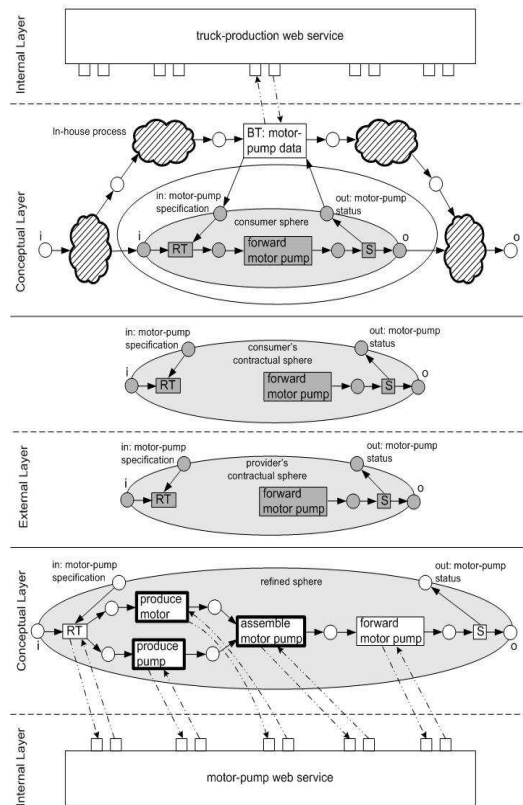 Internal Layer
truck-production web service
Conceptual Layer
In-house process
BT: motor-
pump data
in: motor-pump
specification
out: motor-pump
status
consumer sphere
i
i
RT
forward
motor pump
S
o
o
External Layer
in: motor-pump
specification
consumer's
contractual sphere
out: motor-pump
status
i
RT
forward
motor pump
S
o
in: motor-pump
specification
provider's
contractual sphere
out: motor-pump
status
i
RT
forward
motor pump
S
o
Conceptual Layer
in: motor-pump
specification
refined sphere
out: motor-pump
status
i
RT
produce
motor
produce
pump
assemble
motor pump
forward
motor pump
S
o
Internal Layer
motor-pump web service